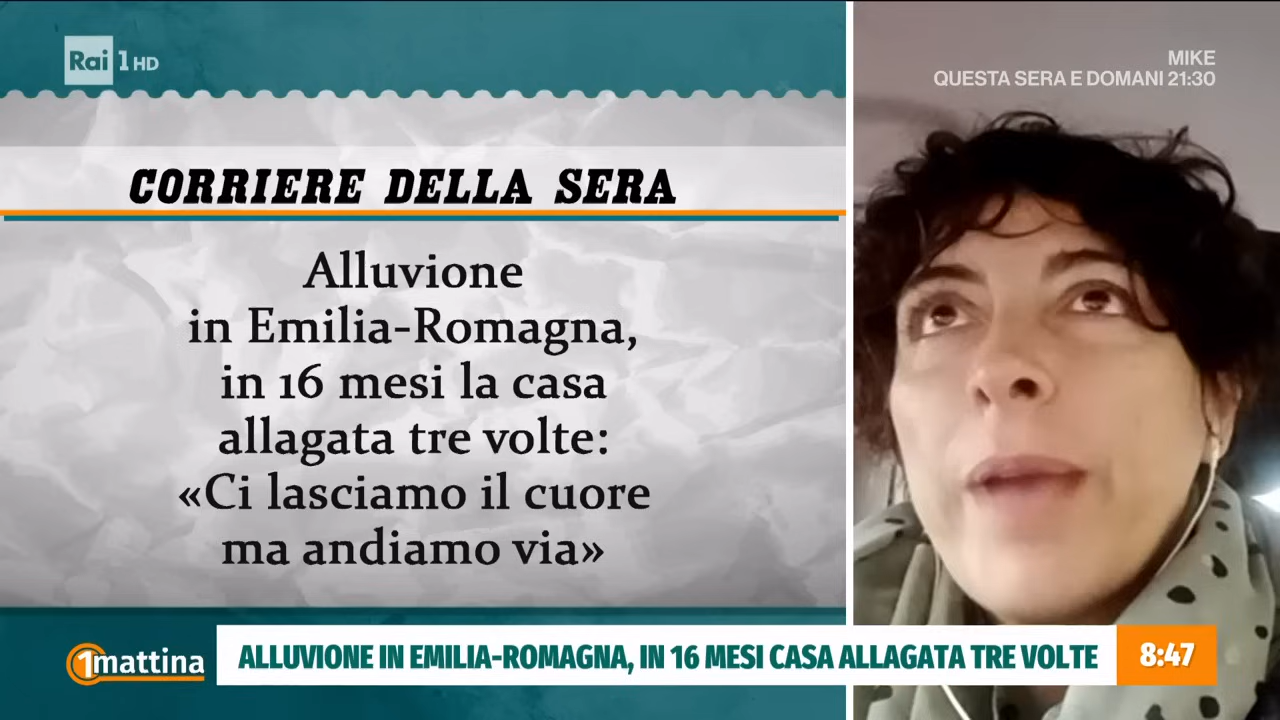 Rai 1 HD
MIKE
QUESTA SERA E DOMANI 21:30
CORRIERE DELLA SERA
Alluvione
in Emilia-Romagna,
in 16 mesi la casa
allagata tre volte:
«Ci lasciamo il cuore
ma andiamo via»
1mattina
ALLUVIONE IN EMILIA-ROMAGNA, IN 16 MESI CASA ALLAGATA TRE VOLTE
8:47